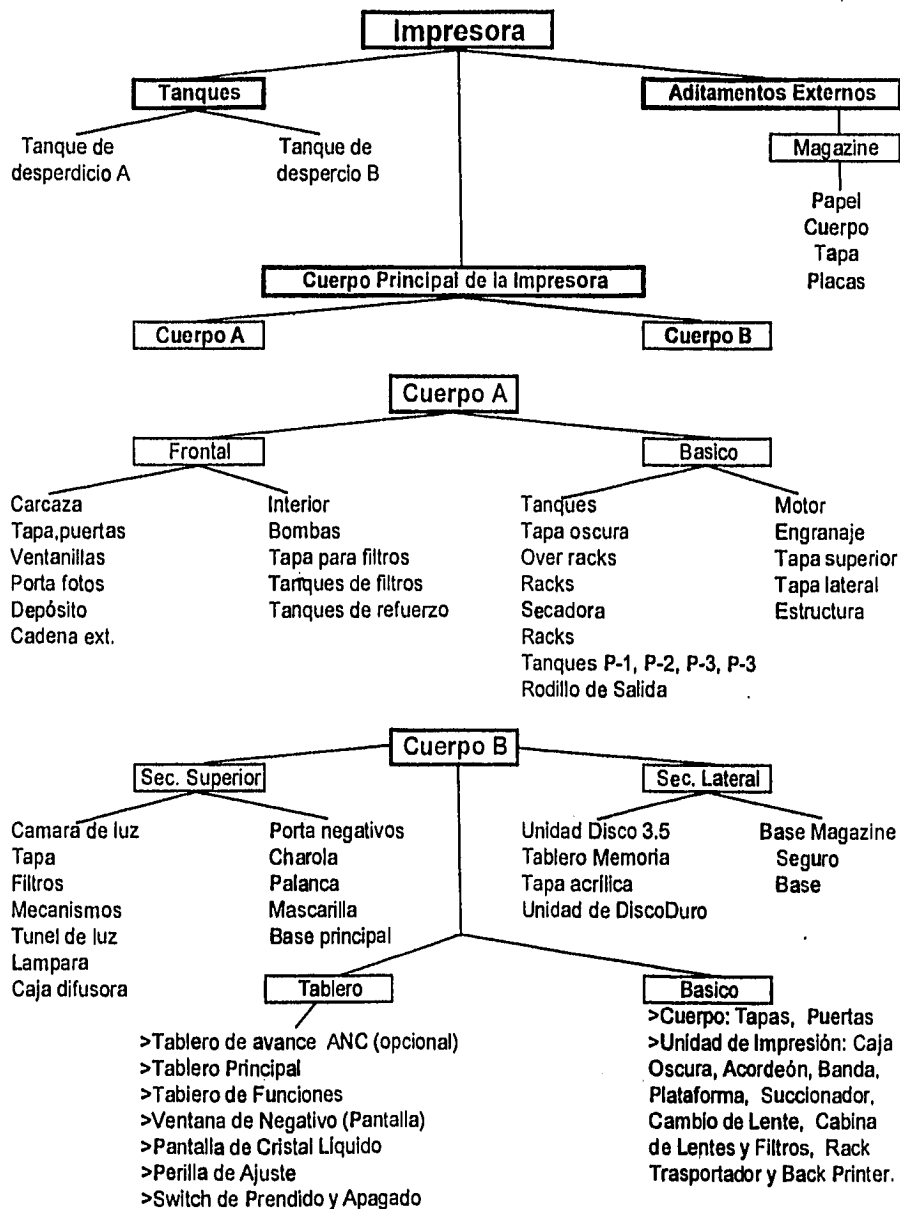 Impresora
Tanques
Aditamentos Externos
Tanque de
desperdicio A
Tanque de
despercio B
Magazine
Papel
Cuerpo
Tapa
Placas
Cuerpo Principal de la Impresora
Cuerpo A
Cuerpo B
Cuerpo A
Frontal
Basico
Carcaza
Tapa,puertas
Ventanillas
Porta fotos
Depósito
Cadena ext.
Interior
Bombas
Tapa para filtros
Tanques de filtros
Tanques de refuerzo
Tanques
Tapa oscura
Over racks
Racks
Secadora
Racks
Tanques P-1, P-2, P-3, P-3
Rodillo de Salida
Motor
Engranaje
Tapa superior
Tapa lateral
Estructura
Cuerpo B
Sec. Superior
Sec. Lateral
Camara de luz
Tapa
Filtros
Mecanismos
Tunel de luz
Lampara
Caja difusora
Porta negativos
Charola
Palanca
Mascarilla
Base principal
Unidad Disco 3.5
Tablero Memoria
Tapa acrílica
Unidad de DiscoDuro
Base Magazine
Seguro
Base
Tablero
>Tablero de avance ANC (opcional)
>Tablero Principal
>Tablero de Funciones
>Ventana de Negativo (Pantalla)
>Pantalla de Cristal Líquido
>Perilla de Ajuste
>Switch de Prendido y Apagado
Basico
>Cuerpo: Tapas, Puertas
>Unidad de Impresión: Caja
Oscura, Acordeón, Banda,
Plataforma, Succionador,
Cambio de Lente, Cabina
de Lentes y Filtros, Rack
Trasportador y Back Printer.